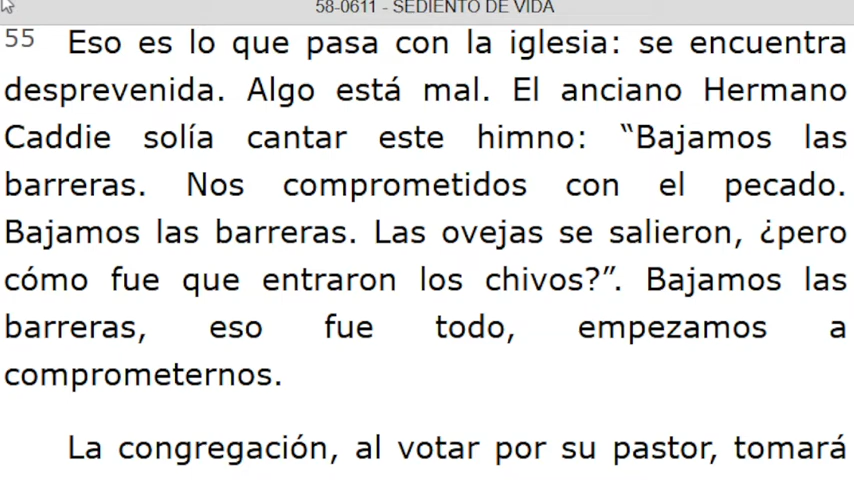 58-0611 - SEDIENTO DE VIDA
55 Eso es lo que pasa con la iglesia: se encuentra
desprevenida. Algo está mal. El anciano Hermano
Caddie solía cantar este himno: “Bajamos las
barreras. Nos comprometidos con el pecado.
Bajamos las barreras. Las ovejas se salieron, ¿pero
cómo fue que entraron los chivos?”. Bajamos las
barreras, eso fue todo, empezamos a
comprometernos.
La congregación, al votar por su pastor, tomará